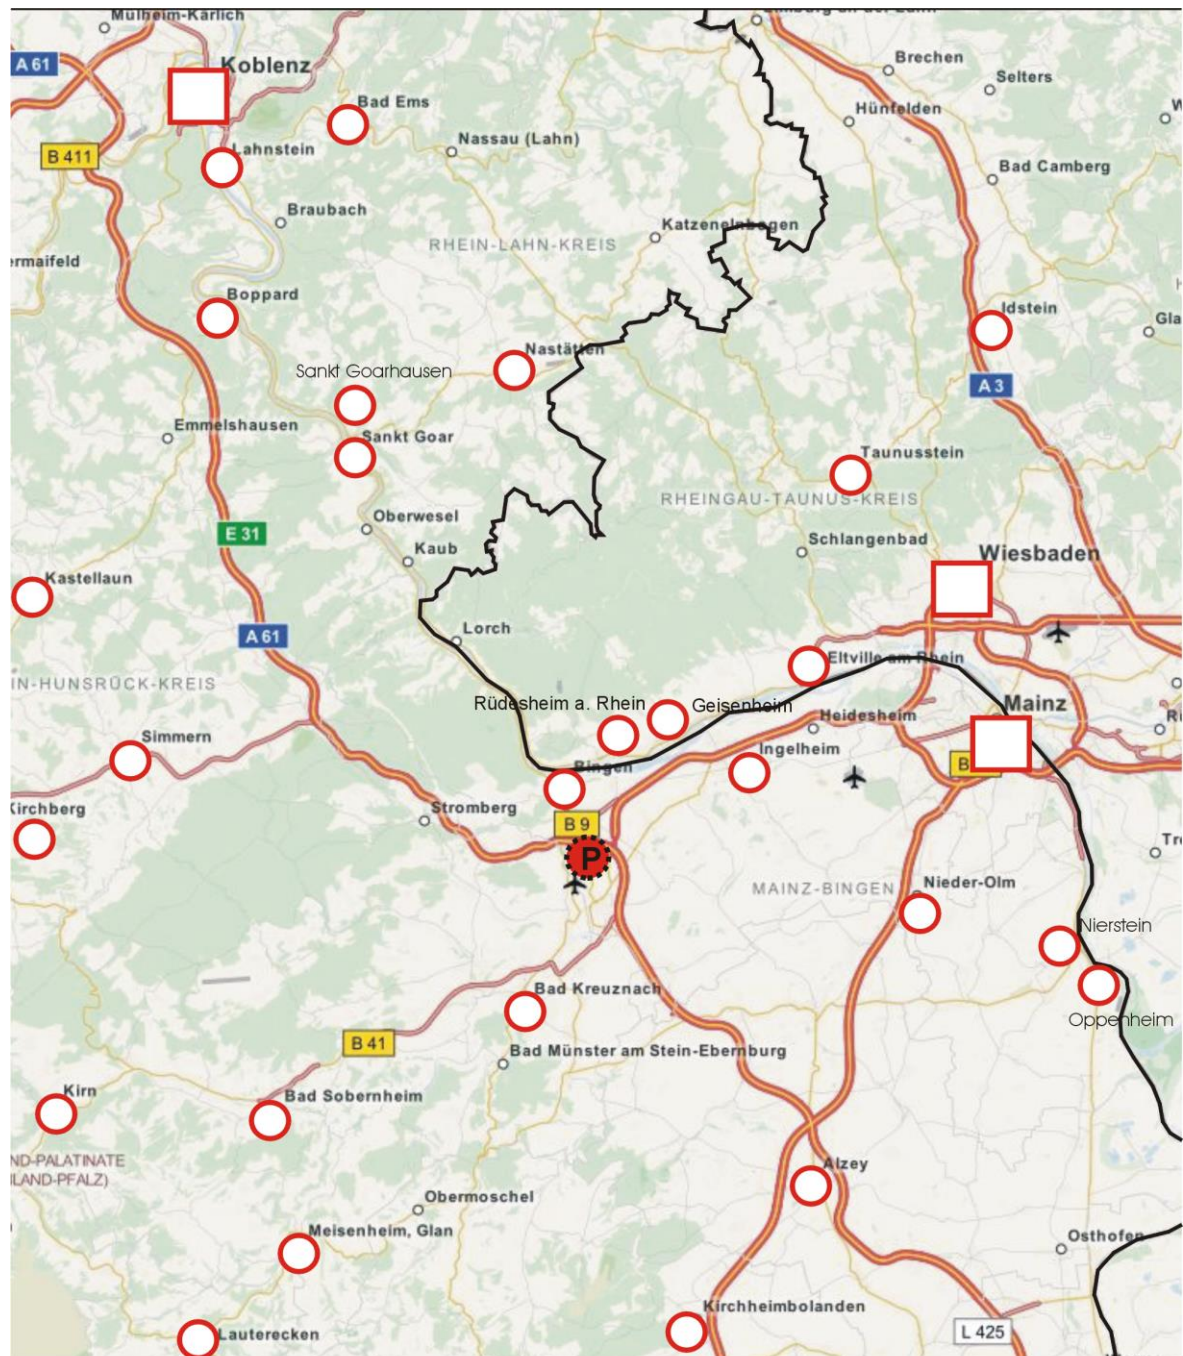 Mülheim-Kärlich
A 61
Koblenz
Brechen
Selters
Bad Ems
Hünfelden
Nassau (Lahn)
Lahnstein
B 411
Bad Camberg
Braubach
Katzenelnbogen
RHEIN-LAHN-KREIS
ermaifeld
Boppard
Idstein
Gla
Nastätten
Sankt Goarhausen
A 3
Emmelshausen
Sankt Goar
Taunusstein
RHEINGAU-TAUNUS-KREIS
Oberwesel
E 31
Schlangenbad
Kaub
Wiesbaden
Kastellaun
Lorch
A 61
Eltville am Rhein
IN-HUNSRÜCK-KREIS
Rüdesheim a. Rhein
Geisenheim
Mainz
Heidesheim
Ri
Simmern
Ingelheim
Bingen
B
Kirchberg
Stromberg
B 9
P
Tre
MAINZ-BINGEN
Nieder-Olm
Nierstein
Bad Kreuznach
Oppenheim
B 41
Bad Münster am Stein-Ebernburg
Kirn
Bad Sobernheim
ND-PALATINATE
LAND-PFALZ)
Alzey
Obermoschel
Meisenheim, Glan
Osthofen
Kirchheimbolanden
Lauterecken
L 425